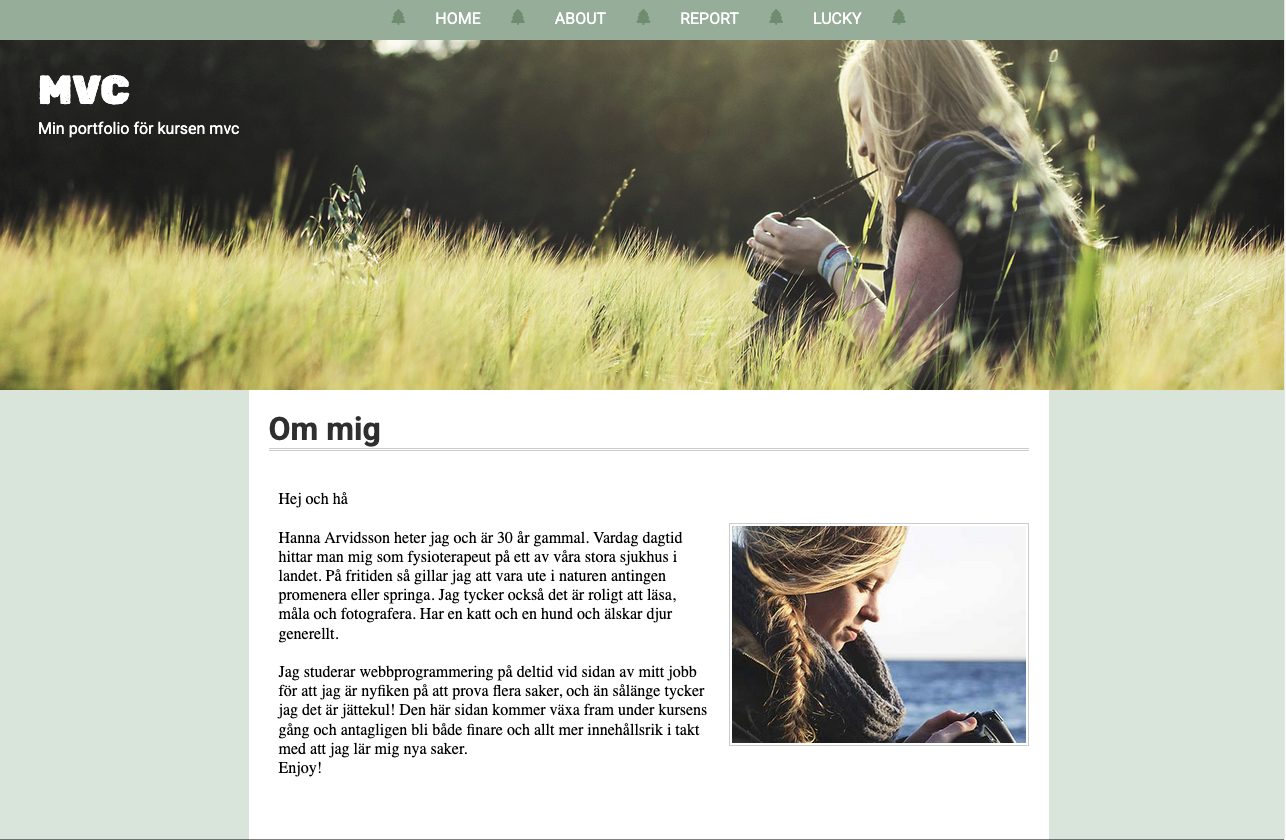 HOME ABOUT REPORT LUCKY
MVC
Min portfolio för kursen mvc
Om mig
Hej och hå
Hanna Arvidsson heter jag och är 30 år gammal. Vardag dagtid
hittar man mig som fysioterapeut på ett av våra stora sjukhus i
landet. På fritiden så gillar jag att vara ute i naturen antingen
promenera eller springa. Jag tycker också det är roligt att läsa,
måla och fotografera. Har en katt och en hund och älskar djur
generellt.
Jag studerar webbprogrammering på deltid vid sidan av mitt jobb
för att jag är nyfiken på att prova flera saker, och än sålänge tycker
jag det är jättekul! Den här sidan kommer växa fram under kursens
gång och antagligen bli både finare och allt mer innehållsrik i takt
med att jag lär mig nya saker.
Enjoy!